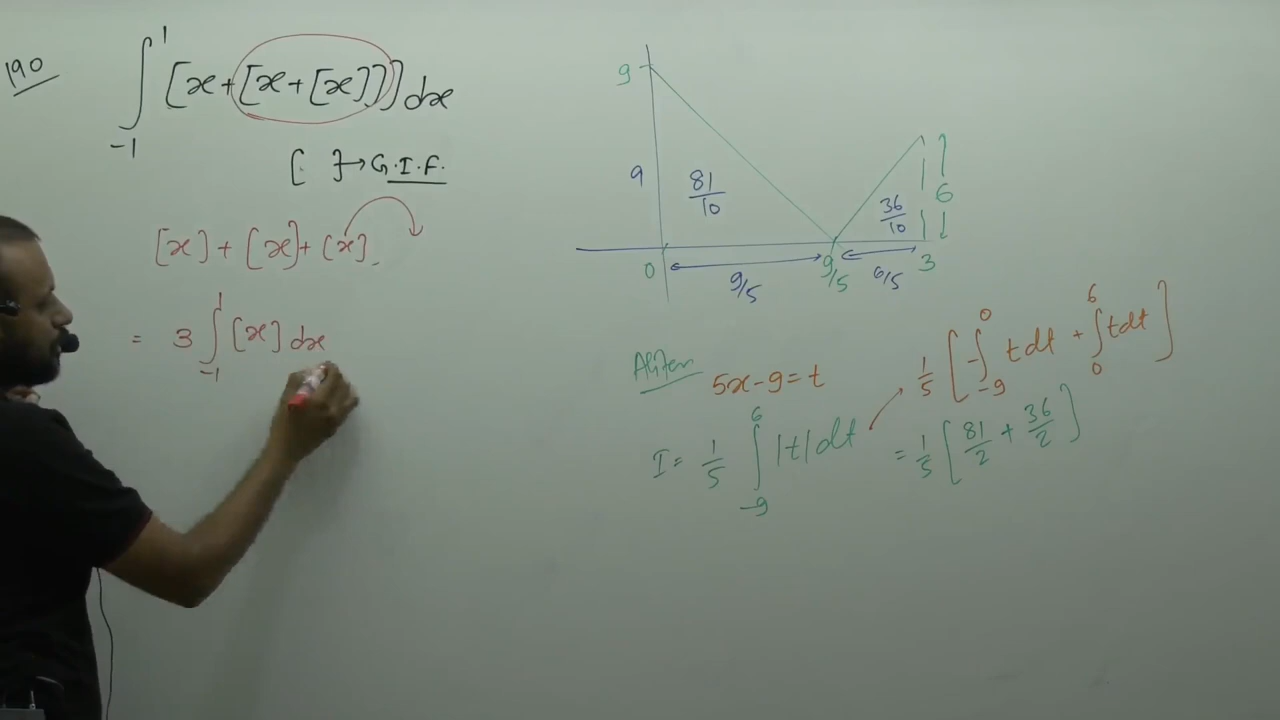 190
∫_{-1}^{1} [x+[x+[x]]] dx
[ ] → G.I.F.
[x] + [x] + [x]
= 3 ∫_{-1}^{1} [x] dx
9
9
81/10
36/10
6
0
9/5
9/5
6/5
3
Aliter
5x-9=t
I = 1/5 ∫_{-9}^{6} |t| dt
1/5 [ -∫_{-9}^{0} t dt + ∫_{0}^{6} t dt ]
= 1/5 [ 81/2 + 36/2 ]